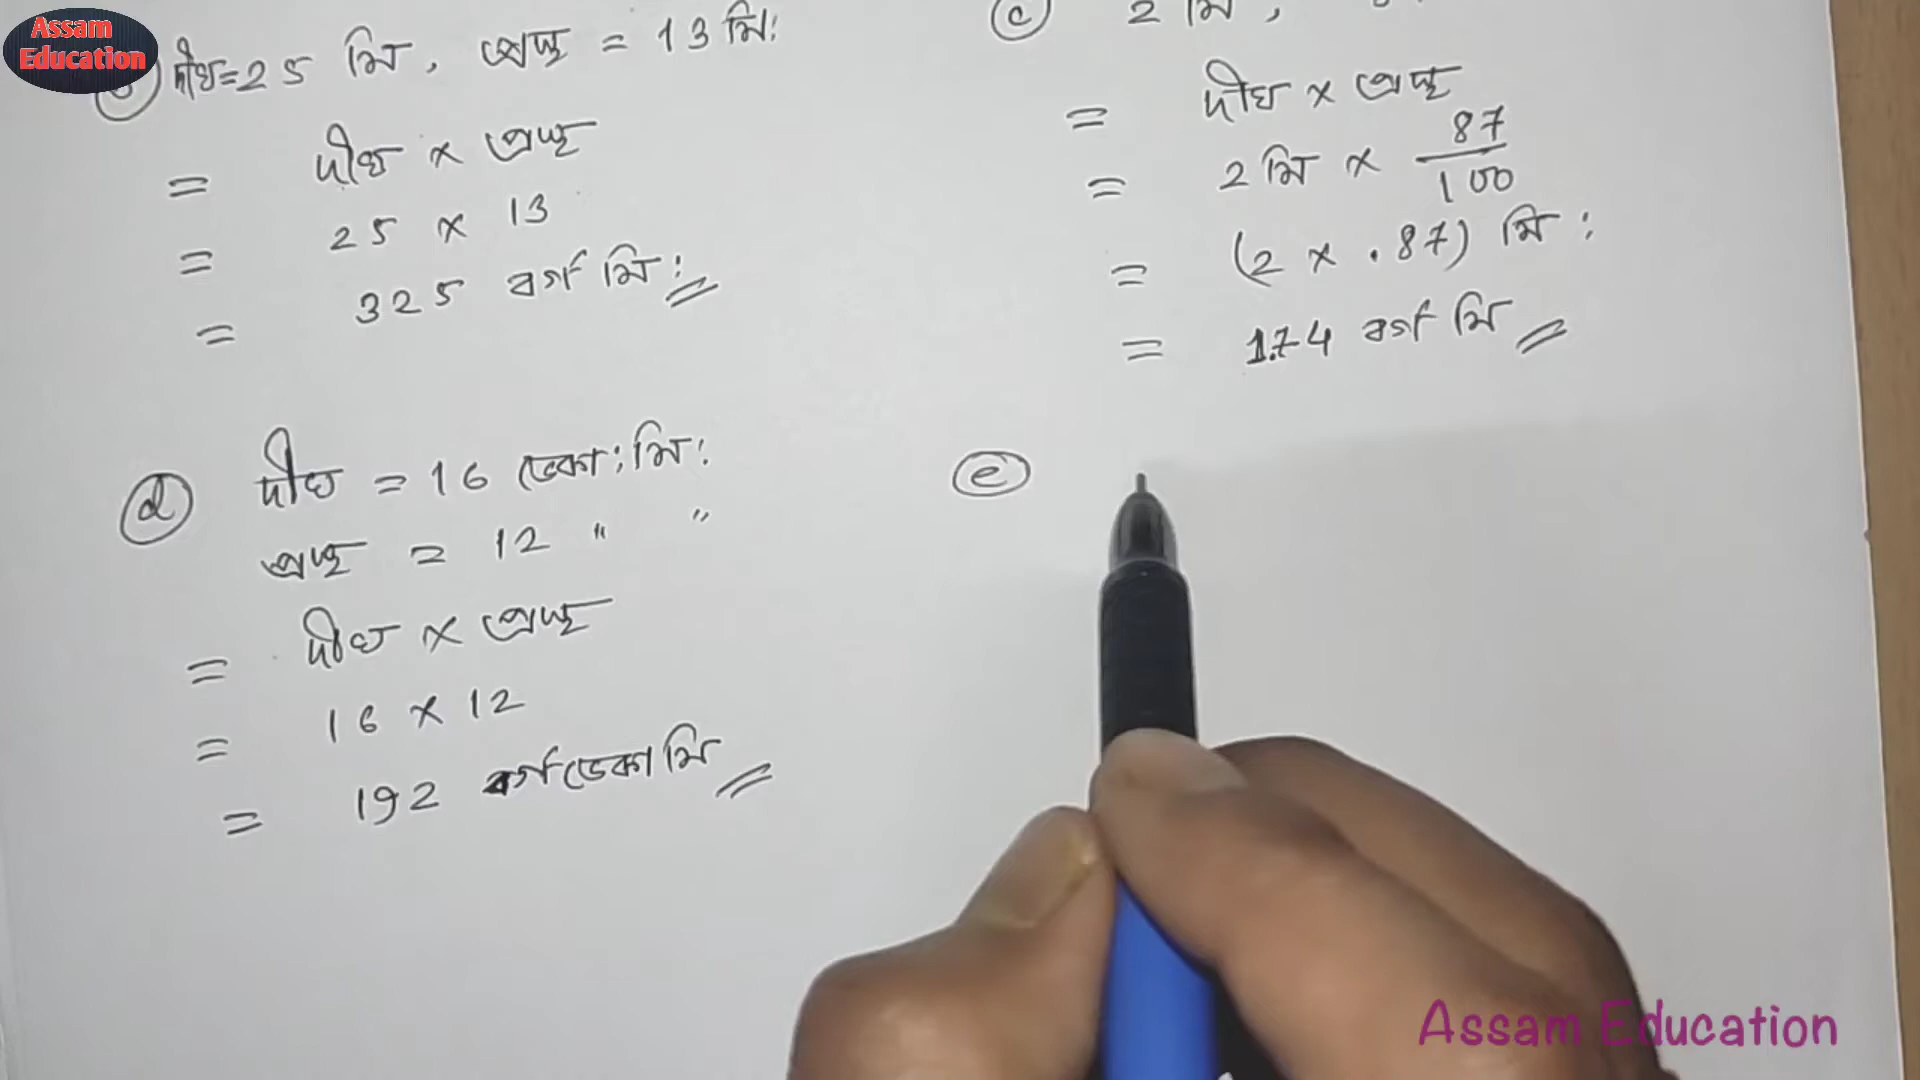 Assam
Education
দীঘ = 25 মি, প্ৰস্থ = 13 মি:
= দীঘ x প্ৰস্থ
= 25 x 13
= 325 বৰ্গ মি:
c 2 মি,
= দীঘ x প্ৰস্থ
= 2 মি x 87/100
= (2 x .87) মি:
= 1.74 বৰ্গ মি
d দীঘ = 16 ডেকা:মি:
প্ৰস্থ = 12 " "
= দীঘ x প্ৰস্থ
= 16 x 12
= 192 বৰ্গ ডেকা মি
e
Assam Education